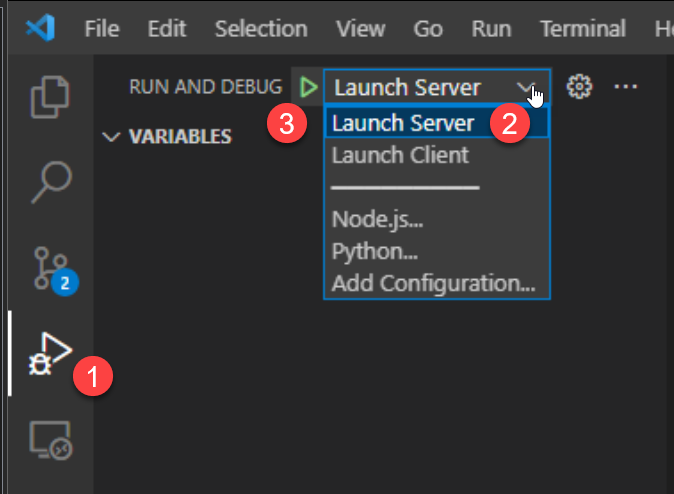 File Edit Selection View Go Run Terminal He
RUN AND DEBUG Launch Server
3 Launch Server 2
VARIABLES
Launch Client
Node.js...
Python...
Add Configuration...
2
1